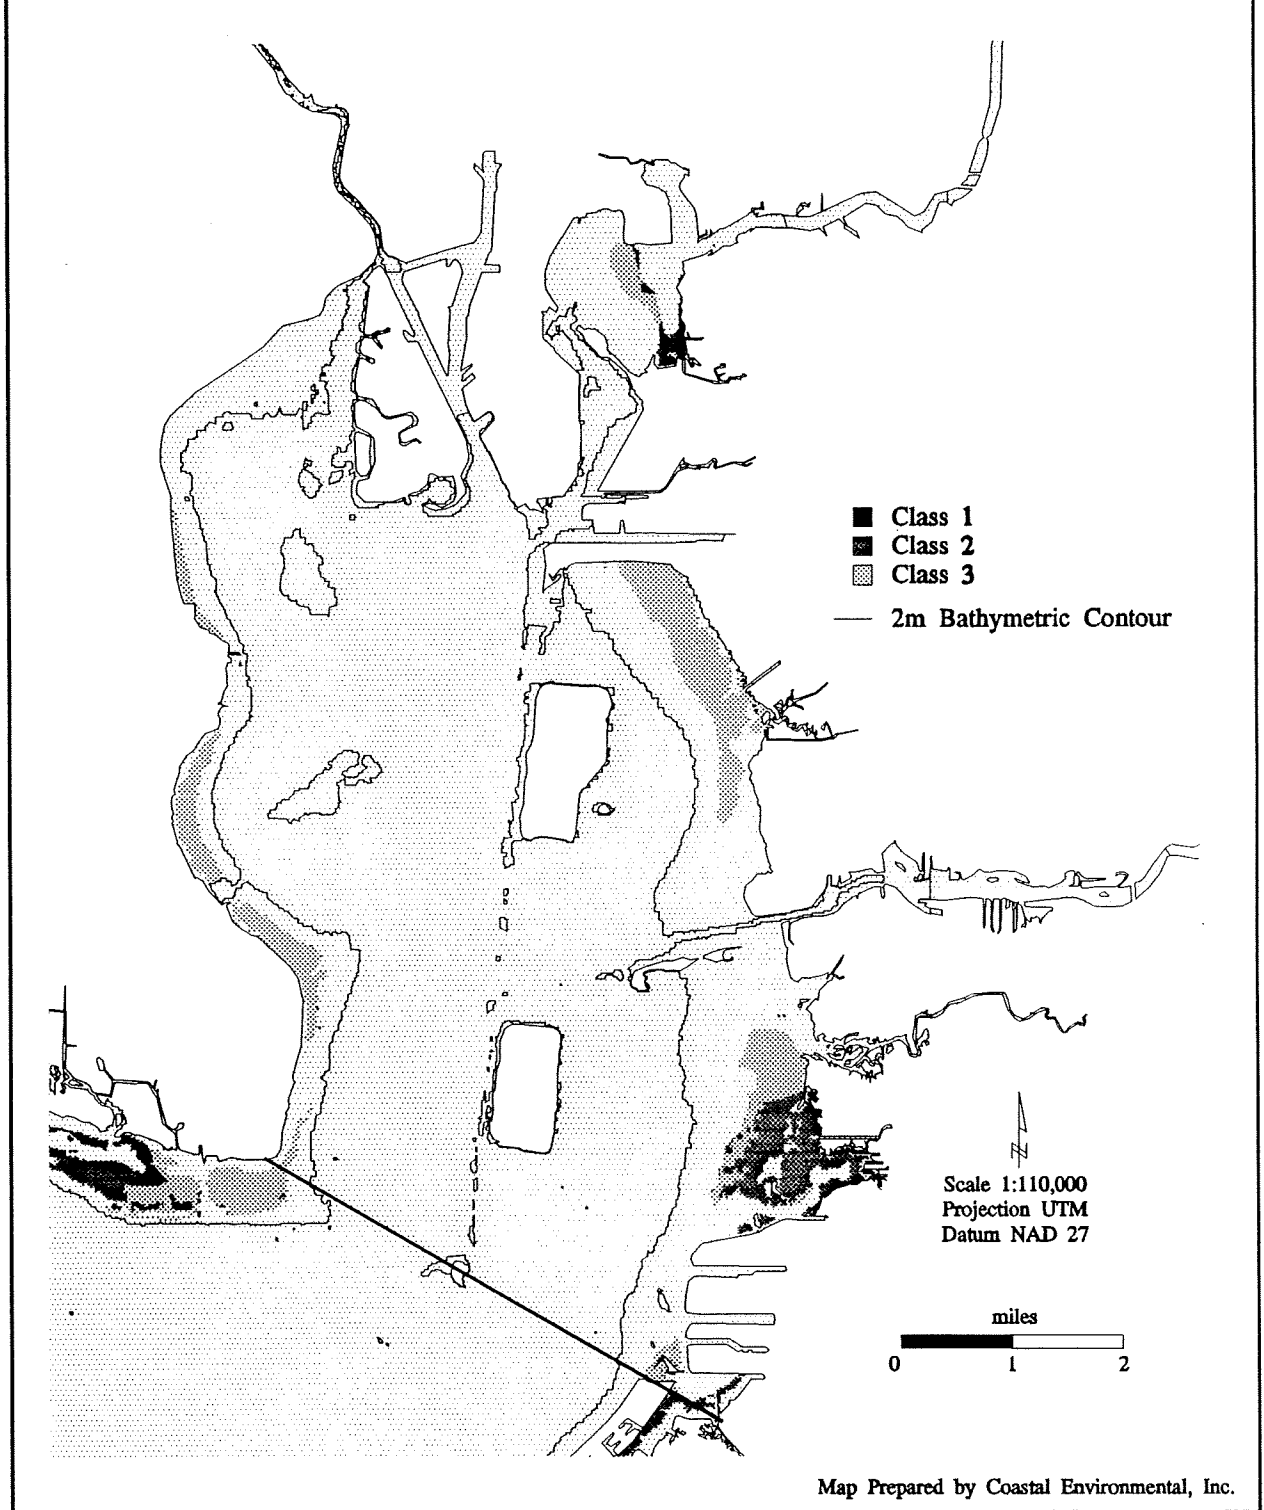 Class 1
Class 2
Class 3
2m Bathymetric Contour
N
Scale 1:110,000
Projection UTM
Datum NAD 27
miles
0 1 2
Map Prepared by Coastal Environmental, Inc.